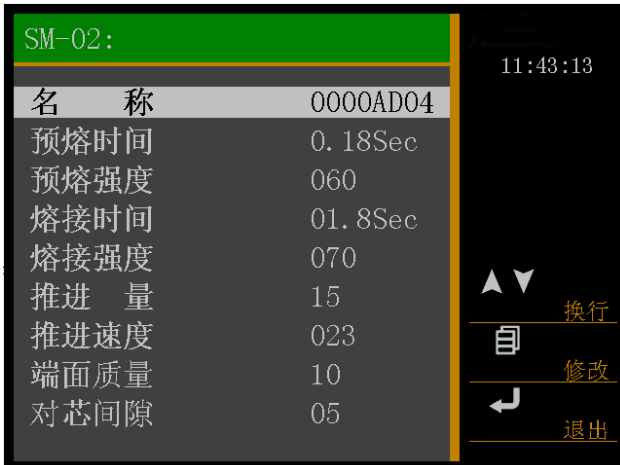 SM-02:
11:43:13
名 称 0000AD04
预熔时间 0.18Sec
预熔强度 060
熔接时间 01.8Sec
熔接强度 070
推进 量 15
推进速度 023
端面质量 10
对芯间隙 05
换行
修改
退出